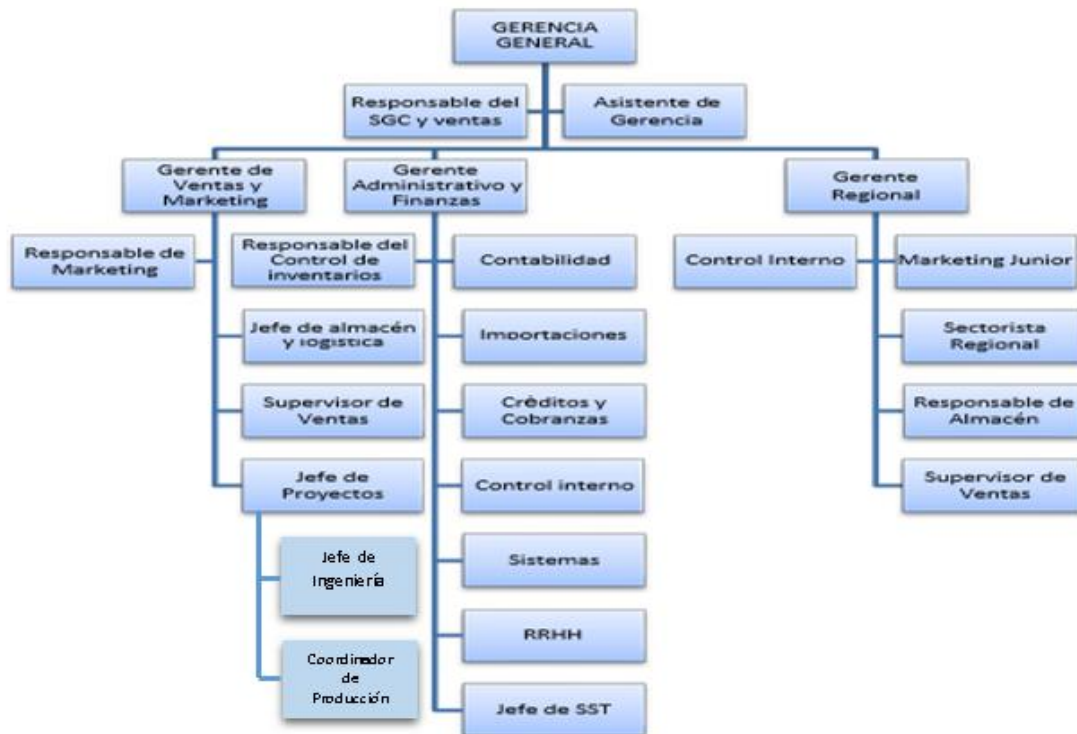 GERENCIA
GENERAL
Responsable del
SGC y ventas
Asistente de
Gerencia
Gerente de
Ventas y
Marketing
Gerente
Administrativo y
Finanzas
Gerente
Regional
Responsable de
Marketing
Responsable del
Control de
inventarios
Contabilidad
Control Interno
Marketing Junior
Jefe de almacén
y logística
Importaciones
Sectorista
Regional
Supervisor de
Ventas
Créditos y
Cobranzas
Responsable de
Almacén
Jefe de
Proyectos
Control interno
Supervisor de
Ventas
Jefe de
Ingeniería
Sistemas
RRHH
Coordinador
de
Producción
Jefe de SST